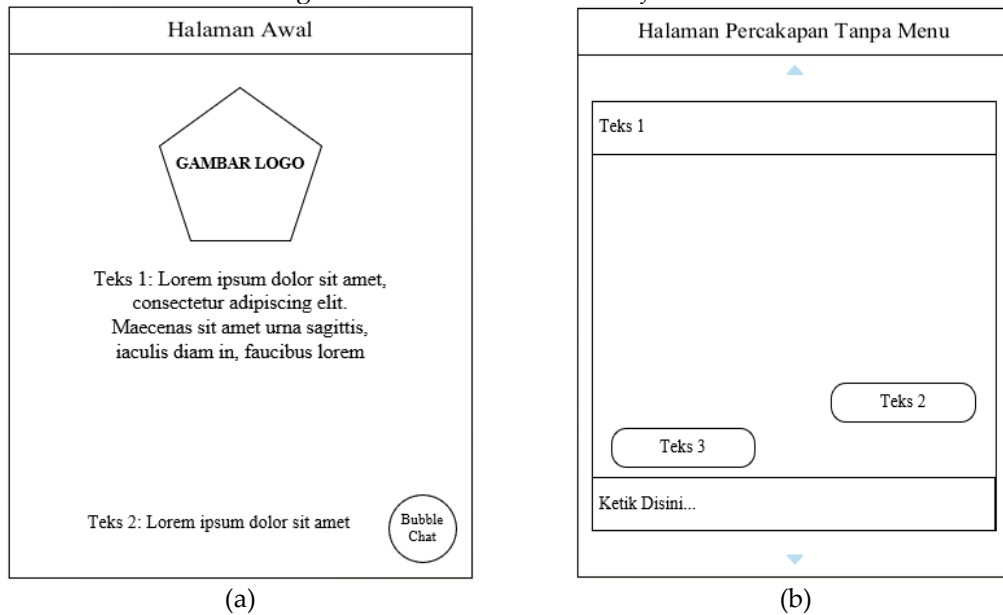 Halaman Awal
GAMBAR LOGO
Teks 1: Lorem ipsum dolor sit amet,
consectetur adipiscing elit.
Maecenas sit amet urna sagittis,
iaculis diam in, faucibus lorem
Teks 2: Lorem ipsum dolor sit amet
Bubble
Chat
(a)
Halaman Percakapan Tanpa Menu
Teks 1
Teks 2
Teks 3
Ketik Disini...
(b)